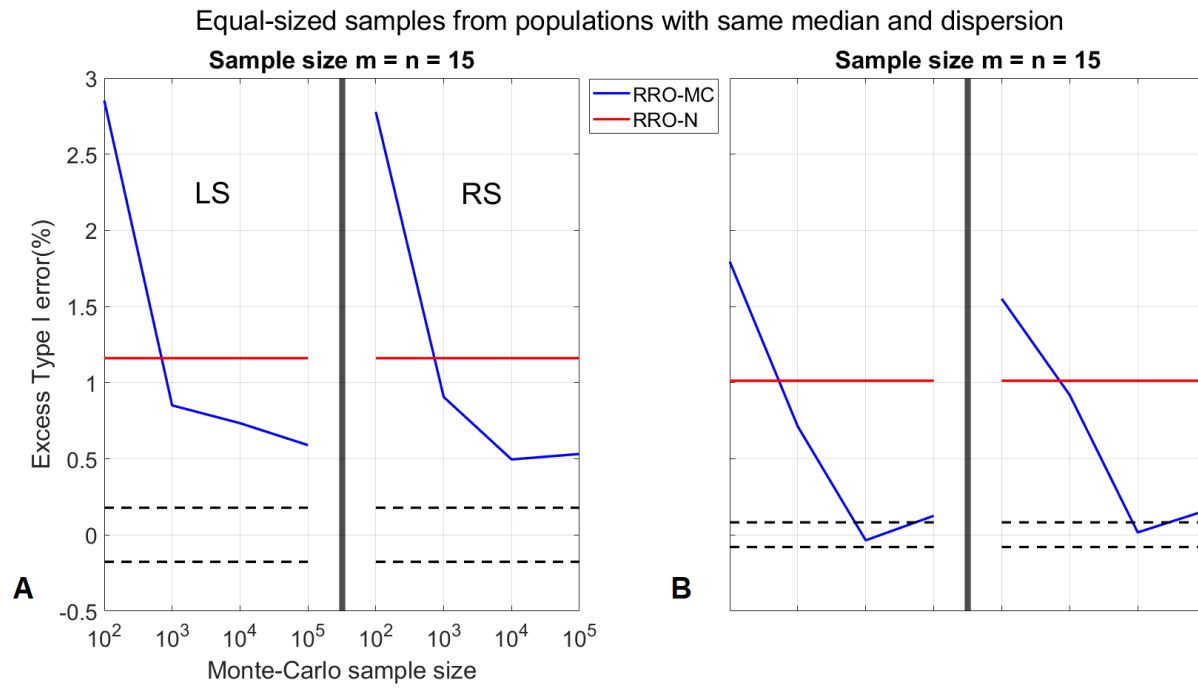 Equal-sized samples from populations with same median and dispersion
Sample size m = n = 15
Sample size m = n = 15
RRO-MC
RRO-N
3
2.5
2
1.5
1
0.5
0
-0.5
Excess Type I error(%)
LS
RS
A
B
10^2 10^3 10^4 10^5 10^2 10^3 10^4 10^5
Monte-Carlo sample size